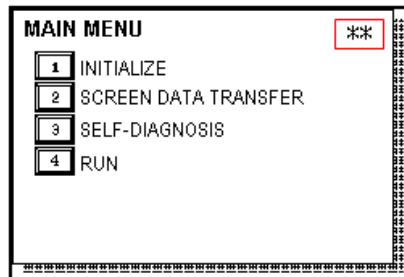 MAIN MENU **
1 INITIALIZE
2 SCREEN DATA TRANSFER
3 SELF-DIAGNOSIS
4 RUN